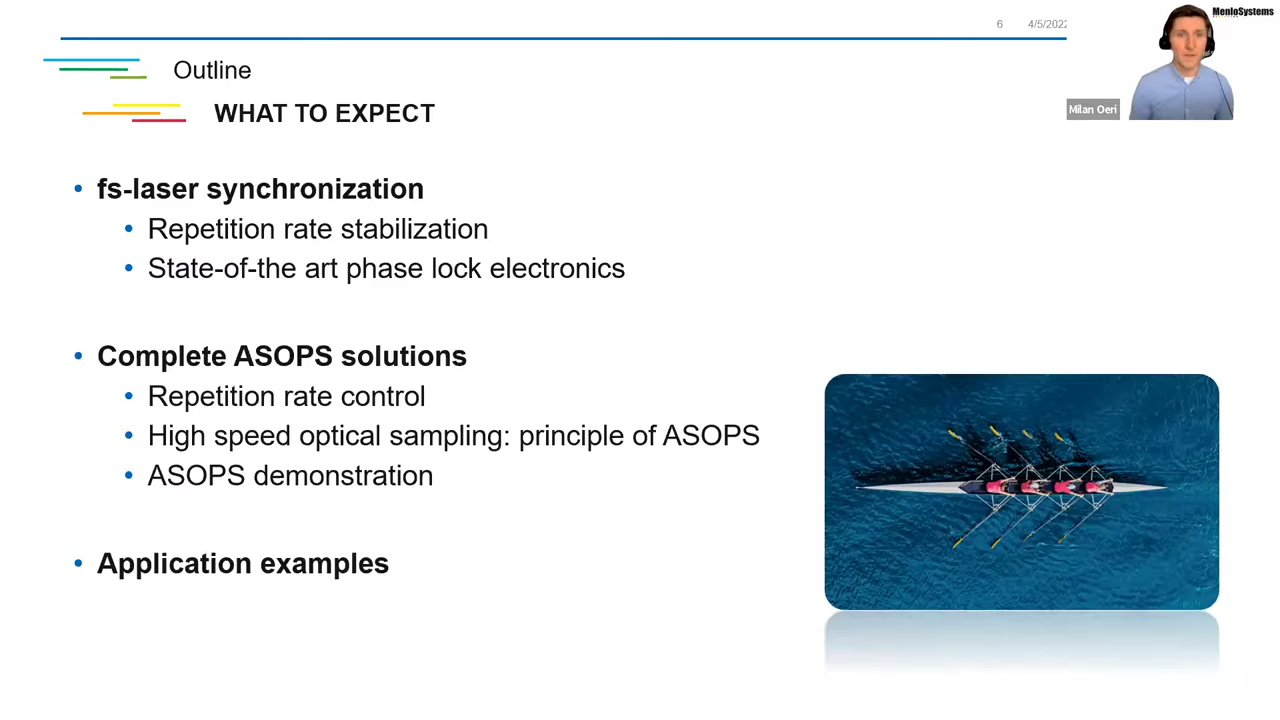 6 4/5/2022
MenloSystems
Outline
WHAT TO EXPECT
Milan Oeri
• fs-laser synchronization
• Repetition rate stabilization
• State-of-the art phase lock electronics
• Complete ASOPS solutions
• Repetition rate control
• High speed optical sampling: principle of ASOPS
• ASOPS demonstration
• Application examples